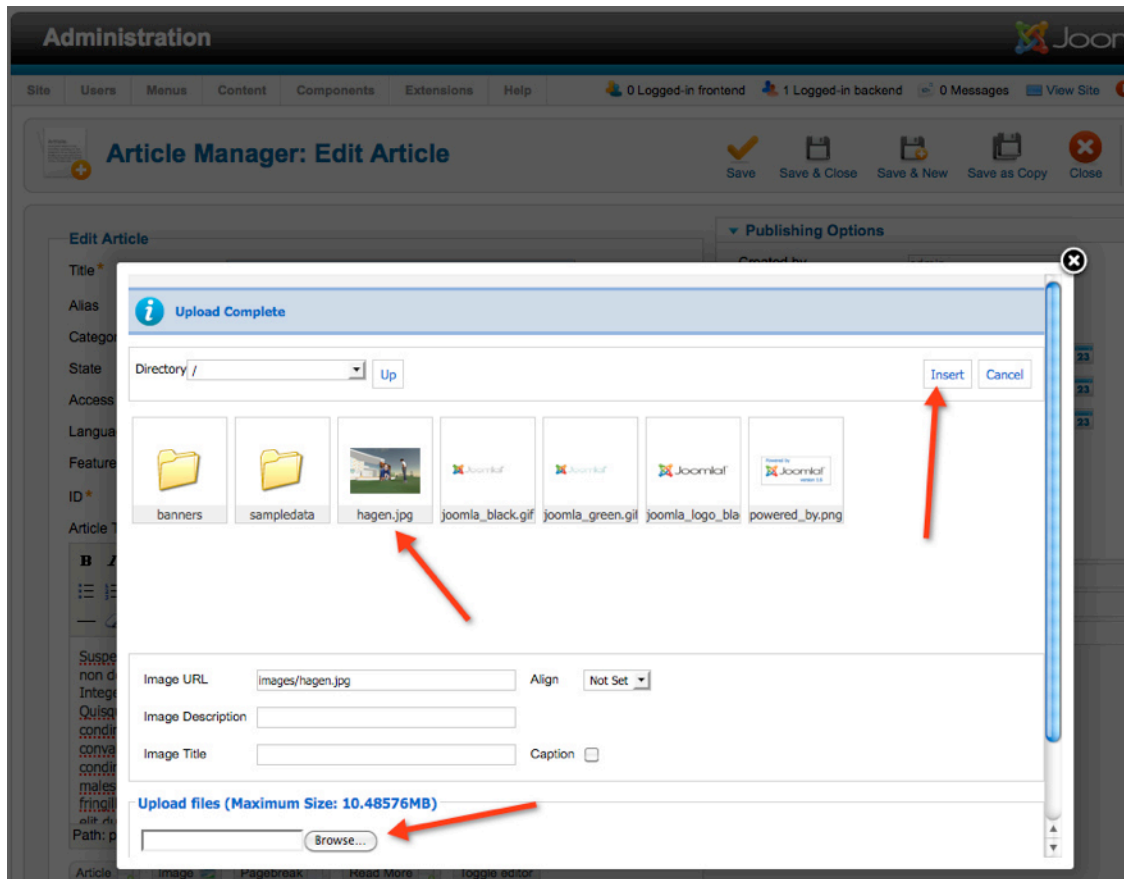 Administration
Site Users Menus Content Components Extensions Help 0 Logged-in frontend 1 Logged-in backend 0 Messages View Site
Article Manager: Edit Article
Save Save & Close Save & New Save as Copy Close
Edit Article
Publishing Options
Title *
Alias
State
Access
ID *
Article
Upload Complete
Directory / Up
Insert Cancel
banners sampledata hagen.jpg joomla_black.gif joomla_green.gif joomla_logo_bla powered_by.png
Image URL images/hagen.jpg Align Not Set
Image Description
Image Title Caption
Upload files (Maximum Size: 10.48576MB)
Browse...
B
23
23
23
non
Path: p
Article Image Pagebreak Read More Toggle editor